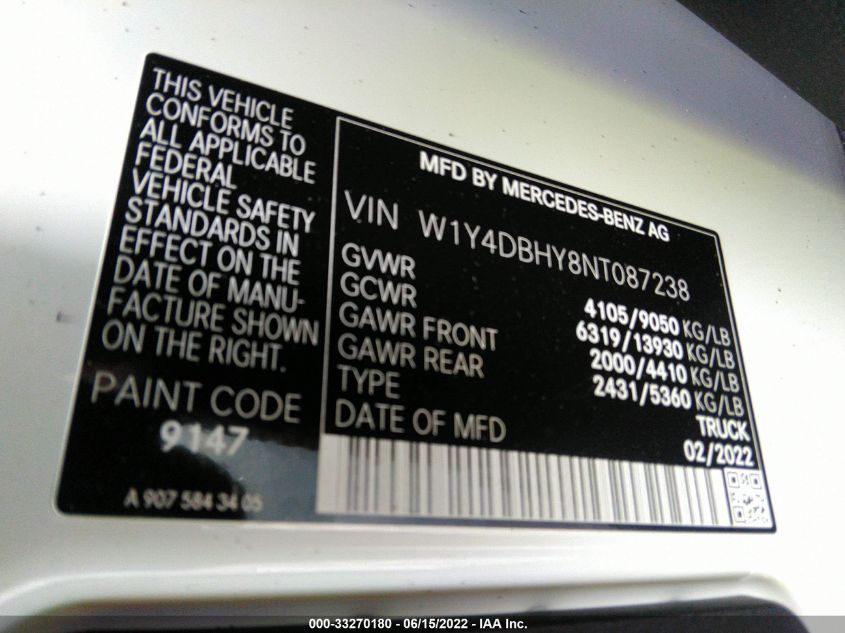 THIS VEHICLE
CONFORMS TO
ALL APPLICABLE
FEDERAL
VEHICLE SAFETY
STANDARDS IN
EFFECT ON THE
DATE OF MANU-
FACTURE SHOWN
ON THE RIGHT.
PAINT CODE
9147
A 907 584 34 05
MFD BY MERCEDES-BENZ AG
VIN W1Y4DBHY8NT087238
GVWR 4105/9050 KG/LB
GCWR 6319/13930 KG/LB
GAWR FRONT 2000/4410 KG/LB
GAWR REAR 2431/5360 KG/LB
TYPE TRUCK
DATE OF MFD 02/2022
000-33270180 - 06/15/2022 - IAA Inc.